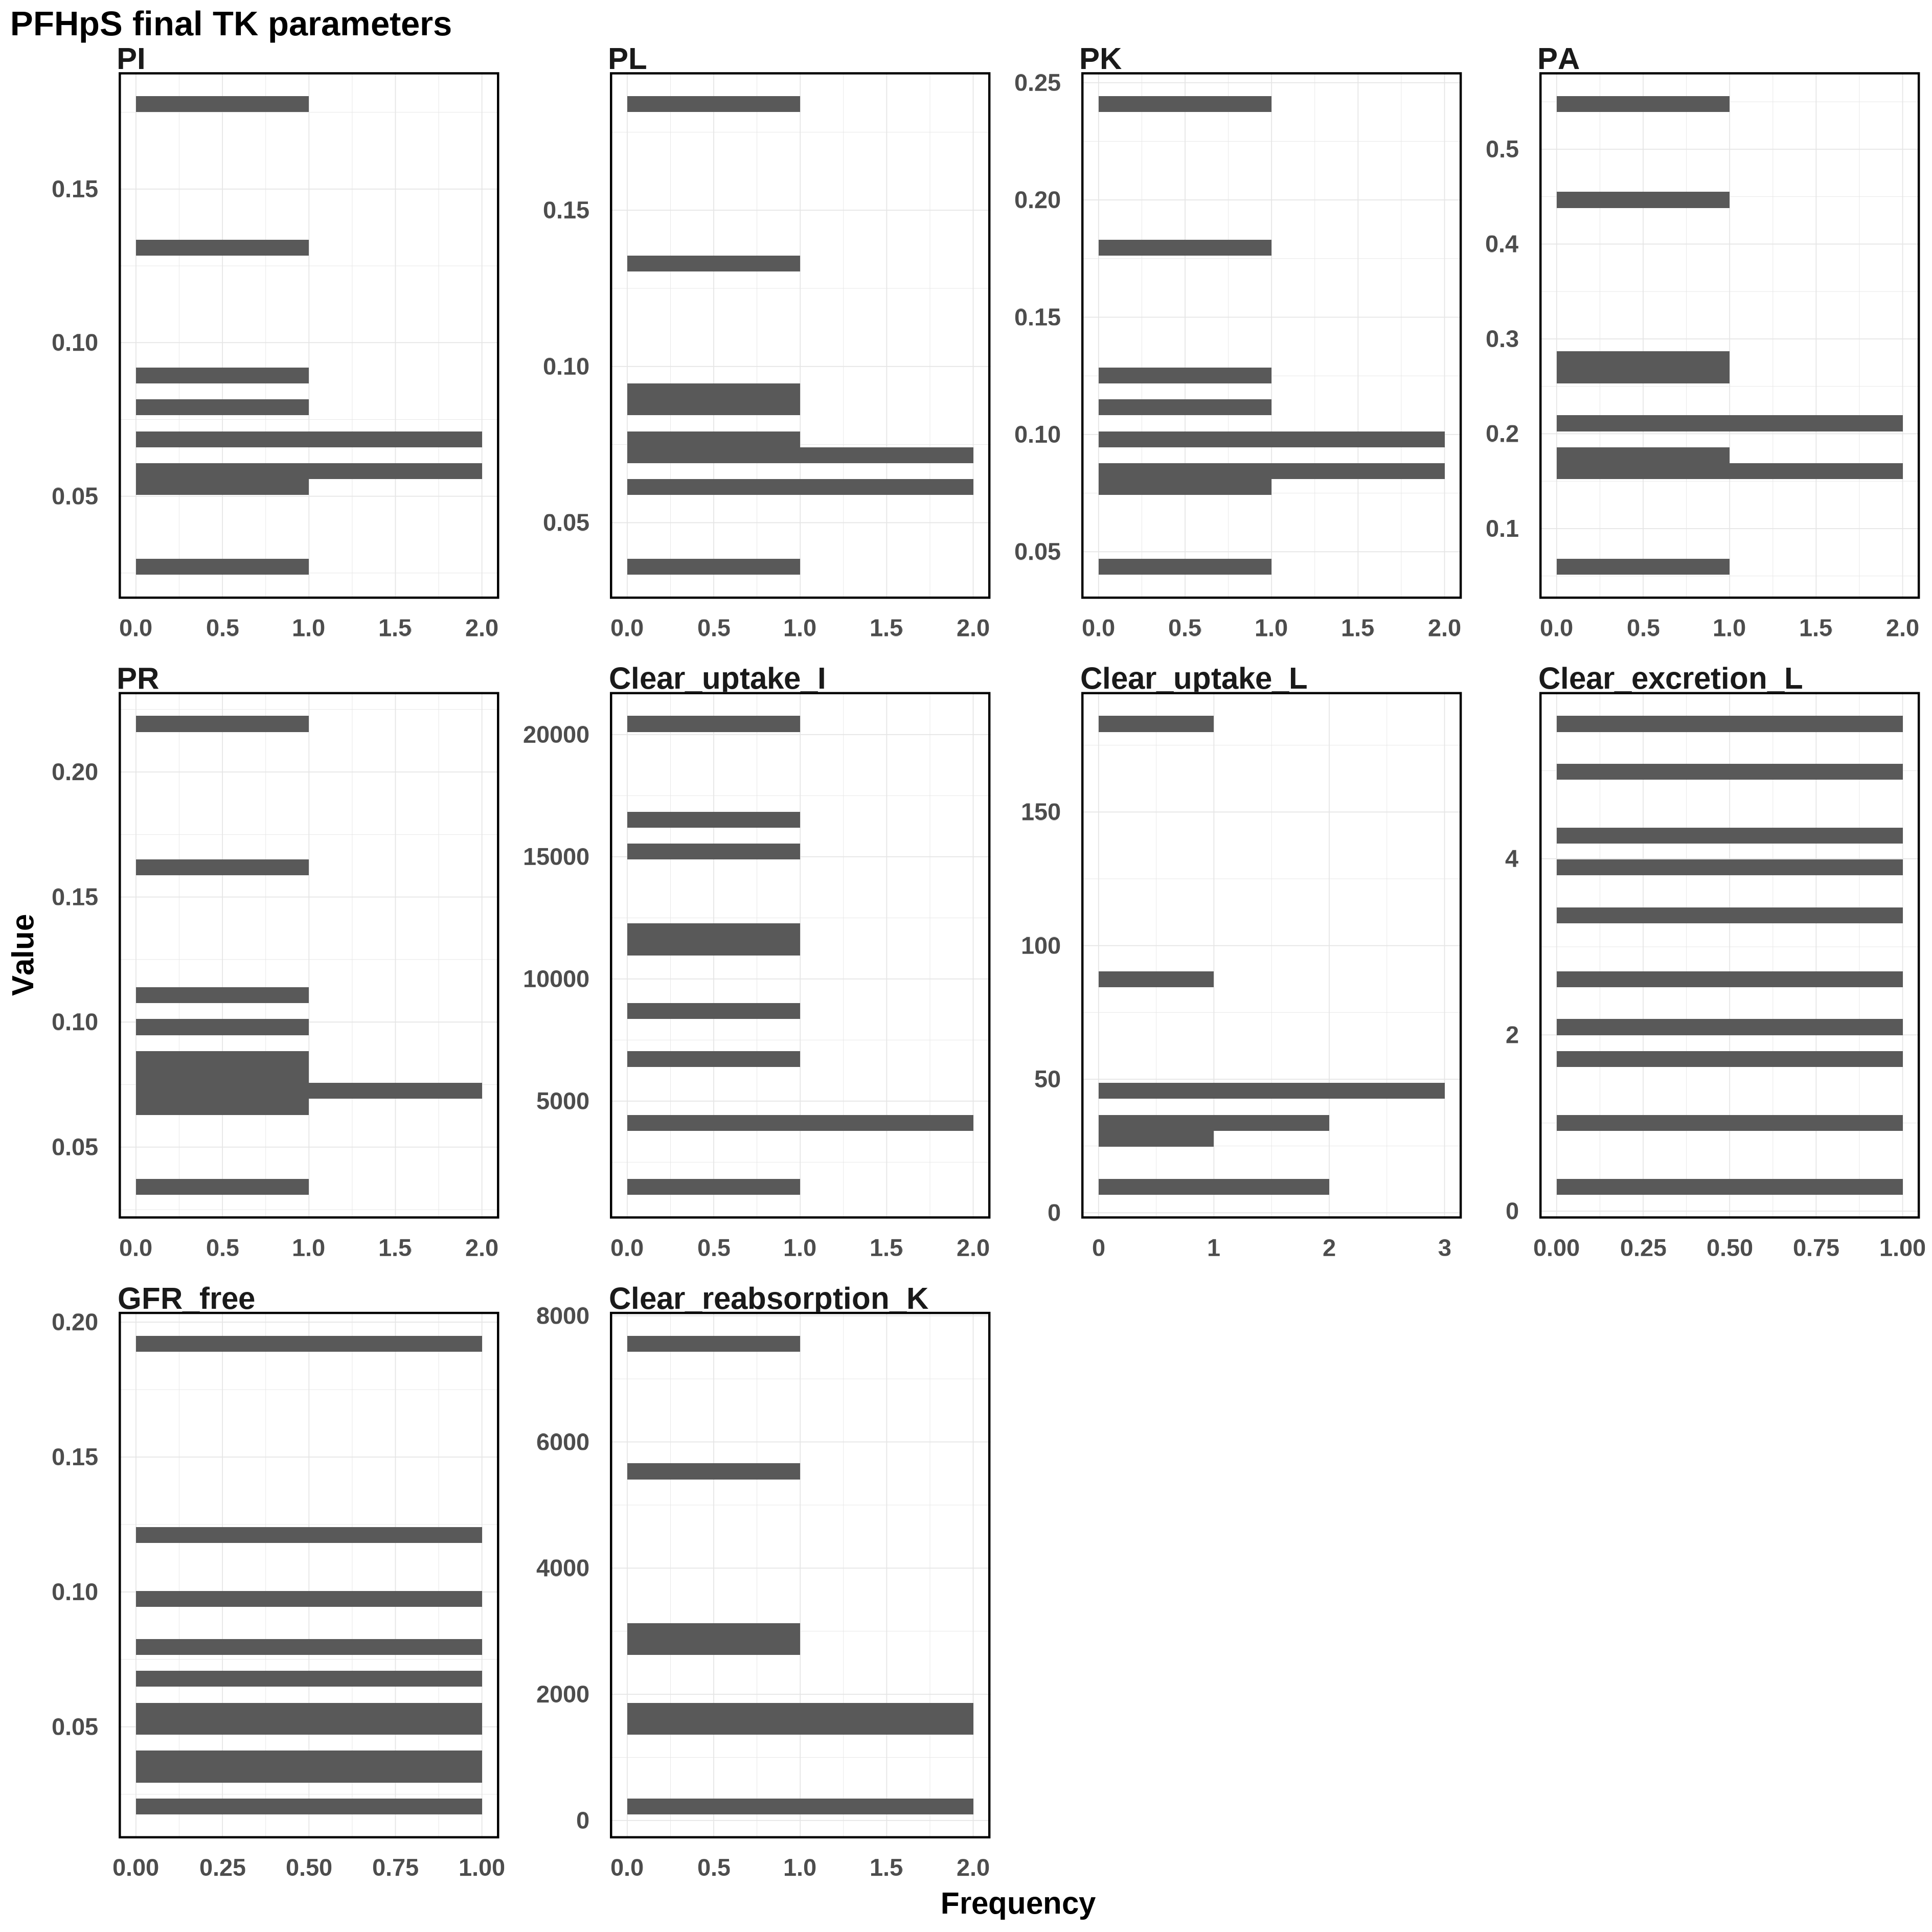 PFHpS final TK parameters
PI PL PK PA
0.15
0.10
0.05
0.0 0.5 1.0 1.5 2.0
0.15
0.10
0.05
0.0 0.5 1.0 1.5 2.0
0.25
0.20
0.15
0.10
0.05
0.0 0.5 1.0 1.5 2.0
0.5
0.4
0.3
0.2
0.1
0.0 0.5 1.0 1.5 2.0
PR Clear_uptake_I Clear_uptake_L Clear_excretion_L
Value
0.20
0.15
0.10
0.05
0.0 0.5 1.0 1.5 2.0
20000
15000
10000
5000
0.0 0.5 1.0 1.5 2.0
150
100
50
0
0 1 2 3
4
2
0
0.00 0.25 0.50 0.75 1.00
GFR_free Clear_reabsorption_K
0.20
0.15
0.10
0.05
0.00 0.25 0.50 0.75 1.00
8000
6000
4000
2000
0
0.0 0.5 1.0 1.5 2.0
Frequency